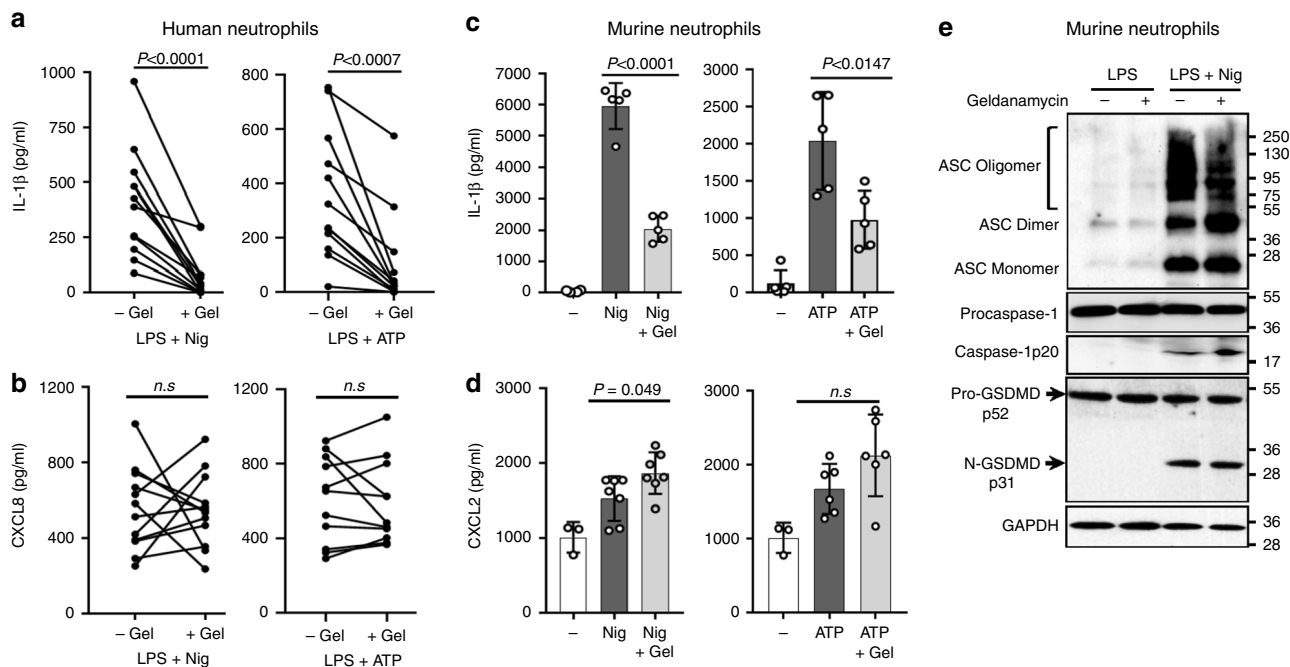 a
Human neutrophils
P<0.0001
P<0.0007
IL-1β (pg/ml)
1000
750
500
250
0
800
600
400
200
0
– Gel
+ Gel
LPS + Nig
– Gel
+ Gel
LPS + ATP
b
n.s
n.s
CXCL8 (pg/ml)
1200
800
400
0
1200
800
400
0
– Gel
+ Gel
LPS + Nig
– Gel
+ Gel
LPS + ATP
c
Murine neutrophils
P<0.0001
P<0.0147
IL-1β (pg/ml)
7000
6000
5000
4000
3000
2000
1000
0
3000
2500
2000
1500
1000
500
0
–
Nig
Nig
+ Gel
–
ATP
ATP
+ Gel
d
P = 0.049
n.s
CXCL2 (pg/ml)
3000
2000
1000
0
3000
2000
1000
0
–
Nig
Nig
+ Gel
–
ATP
ATP
+ Gel
e
Murine neutrophils
LPS
LPS + Nig
Geldanamycin
–
+
–
+
ASC Oligomer
ASC Dimer
ASC Monomer
250
130
95
75
55
36
28
Procaspase-1
55
36
Caspase-1p20
17
Pro-GSDMD
p52
55
N-GSDMD
p31
36
28
GAPDH
36
28